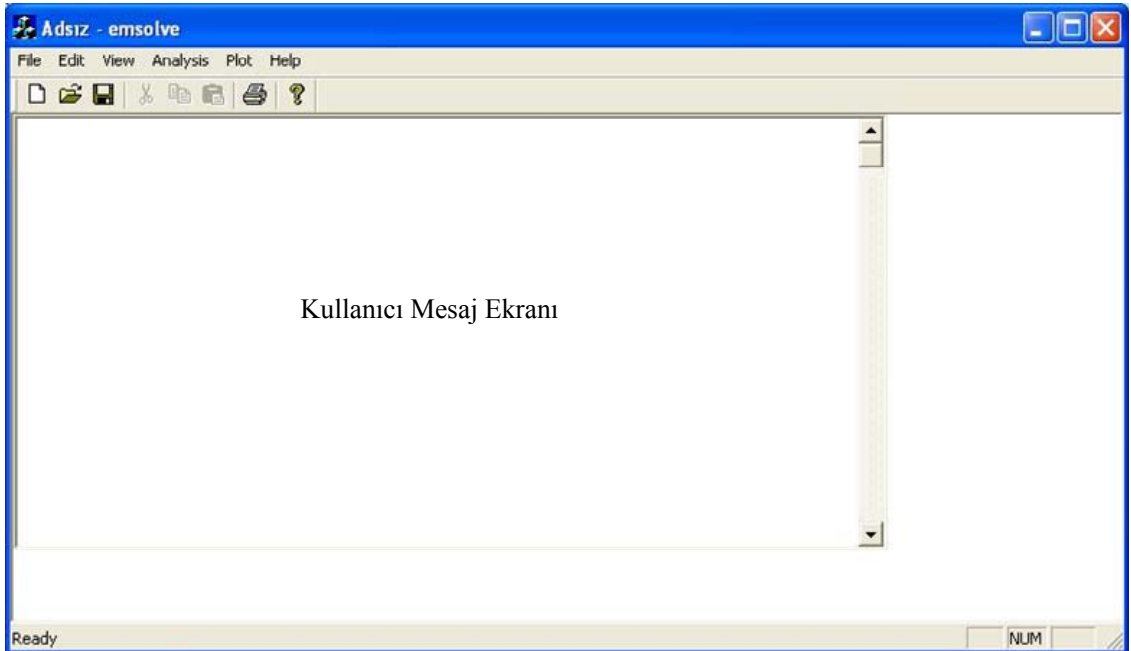 Adsız - emsolve
File Edit View Analysis Plot Help
Kullanıcı Mesaj Ekranı
Ready
NUM